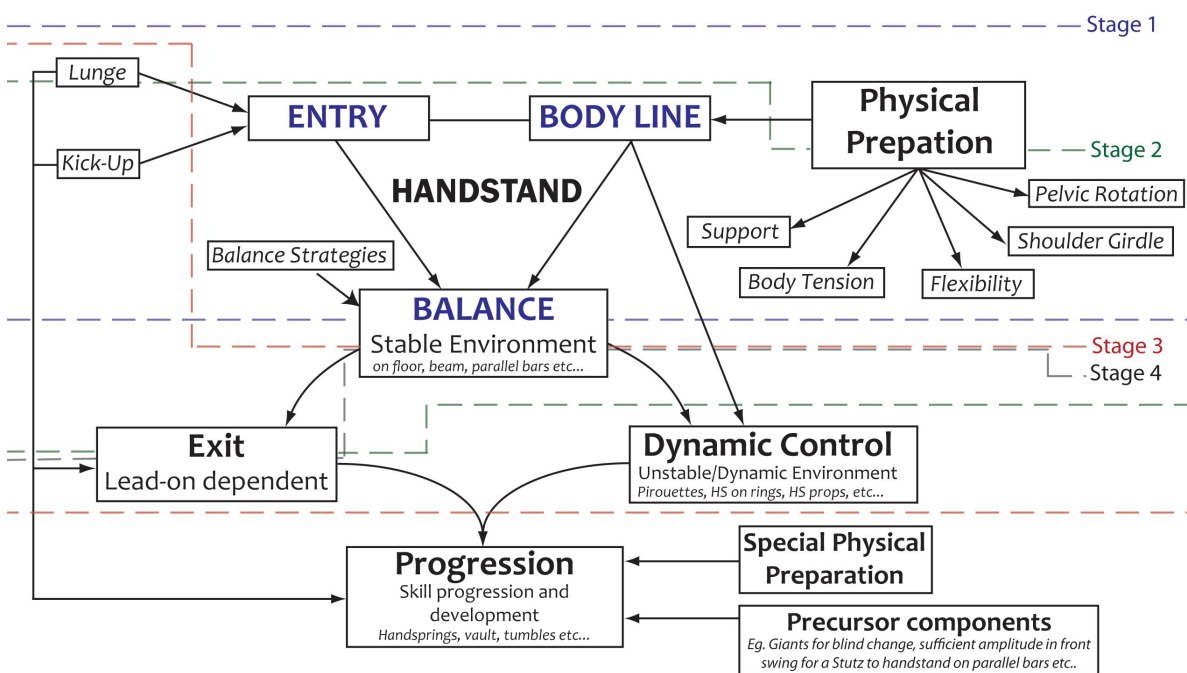 Stage 1
Lunge
ENTRY
BODY LINE
Physical
Prepation
Stage 2
Kick-Up
HANDSTAND
Pelvic Rotation
Support
Shoulder Girdle
Balance Strategies
Body Tension
Flexibility
BALANCE
Stable Environment
on floor, beam, parallel bars etc...
Stage 3
Stage 4
Exit
Lead-on dependent
Dynamic Control
Unstable/Dynamic Environment
Pirouettes, HS on rings, HS props, etc...
Progression
Skill progression and
development
Handsprings, vault, tumbles etc...
Special Physical
Preparation
Precursor components
Eg. Giants for blind change, sufficient amplitude in front
swing for a Stutz to handstand on parallel bars etc..